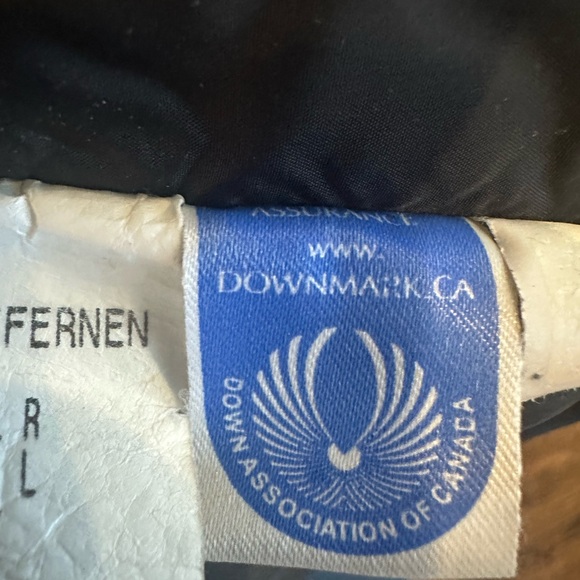 ASSURANCE
WWW.
DOWNMARK.CA
DOWN ASSOCIATION OF CANADA
FERNEN
R
L